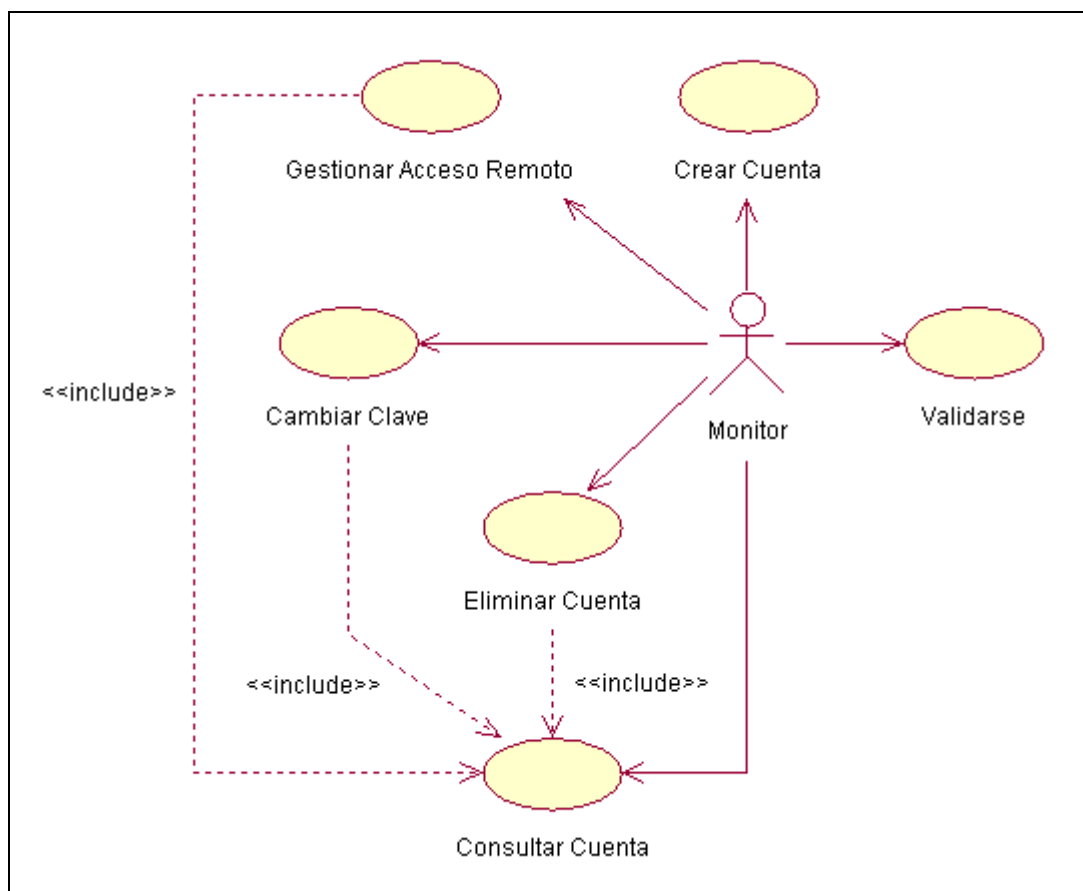 Gestionar Acceso Remoto
Crear Cuenta
<<include>>
Cambiar Clave
Monitor
Validarse
Eliminar Cuenta
<<include>>
<<include>>
Consultar Cuenta